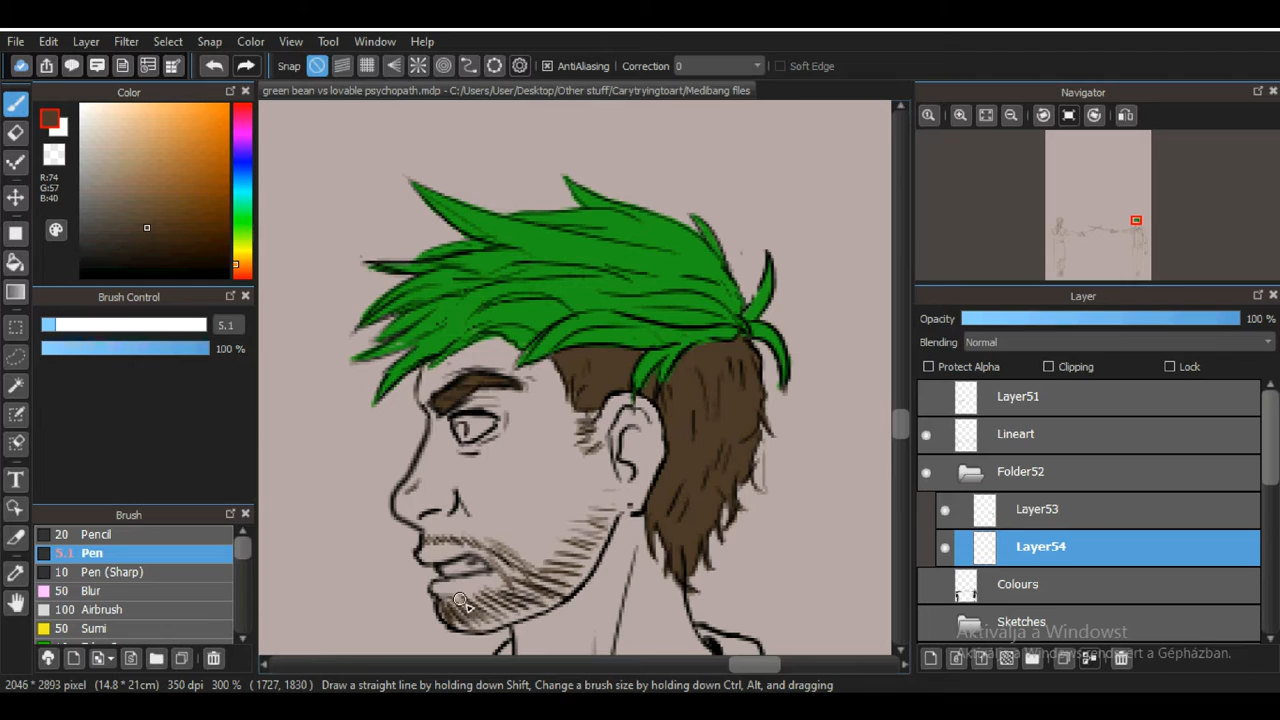 File Edit Layer Filter Select Snap Color View Tool Window Help
Snap AntiAliasing Correction 0 Soft Edge
Color
green bean vs lovable psychopath.mdp - C:/Users/User/Desktop/Other stuff/Carytryingtoart/Medibang files
Navigator
R:74
G:57
B:40
Brush Control
5.1
100 %
Layer
Opacity 100 %
Blending Normal
Protect Alpha Clipping Lock
Layer51
Lineart
Folder52
Layer53
Layer54
Colours
Sketches
Brush
20 Pencil
5.1 Pen
10 Pen (Sharp)
50 Blur
100 Airbrush
50 Sumi
Aktiválja a Windowst
Aktiválja a Windows rendszert a Gépházban.
2046 * 2893 pixel (14.8 * 21cm) 350 dpi 300 % (1727, 1830) Draw a straight line by holding down Shift, Change a brush size by holding down Ctrl, Alt, and dragging